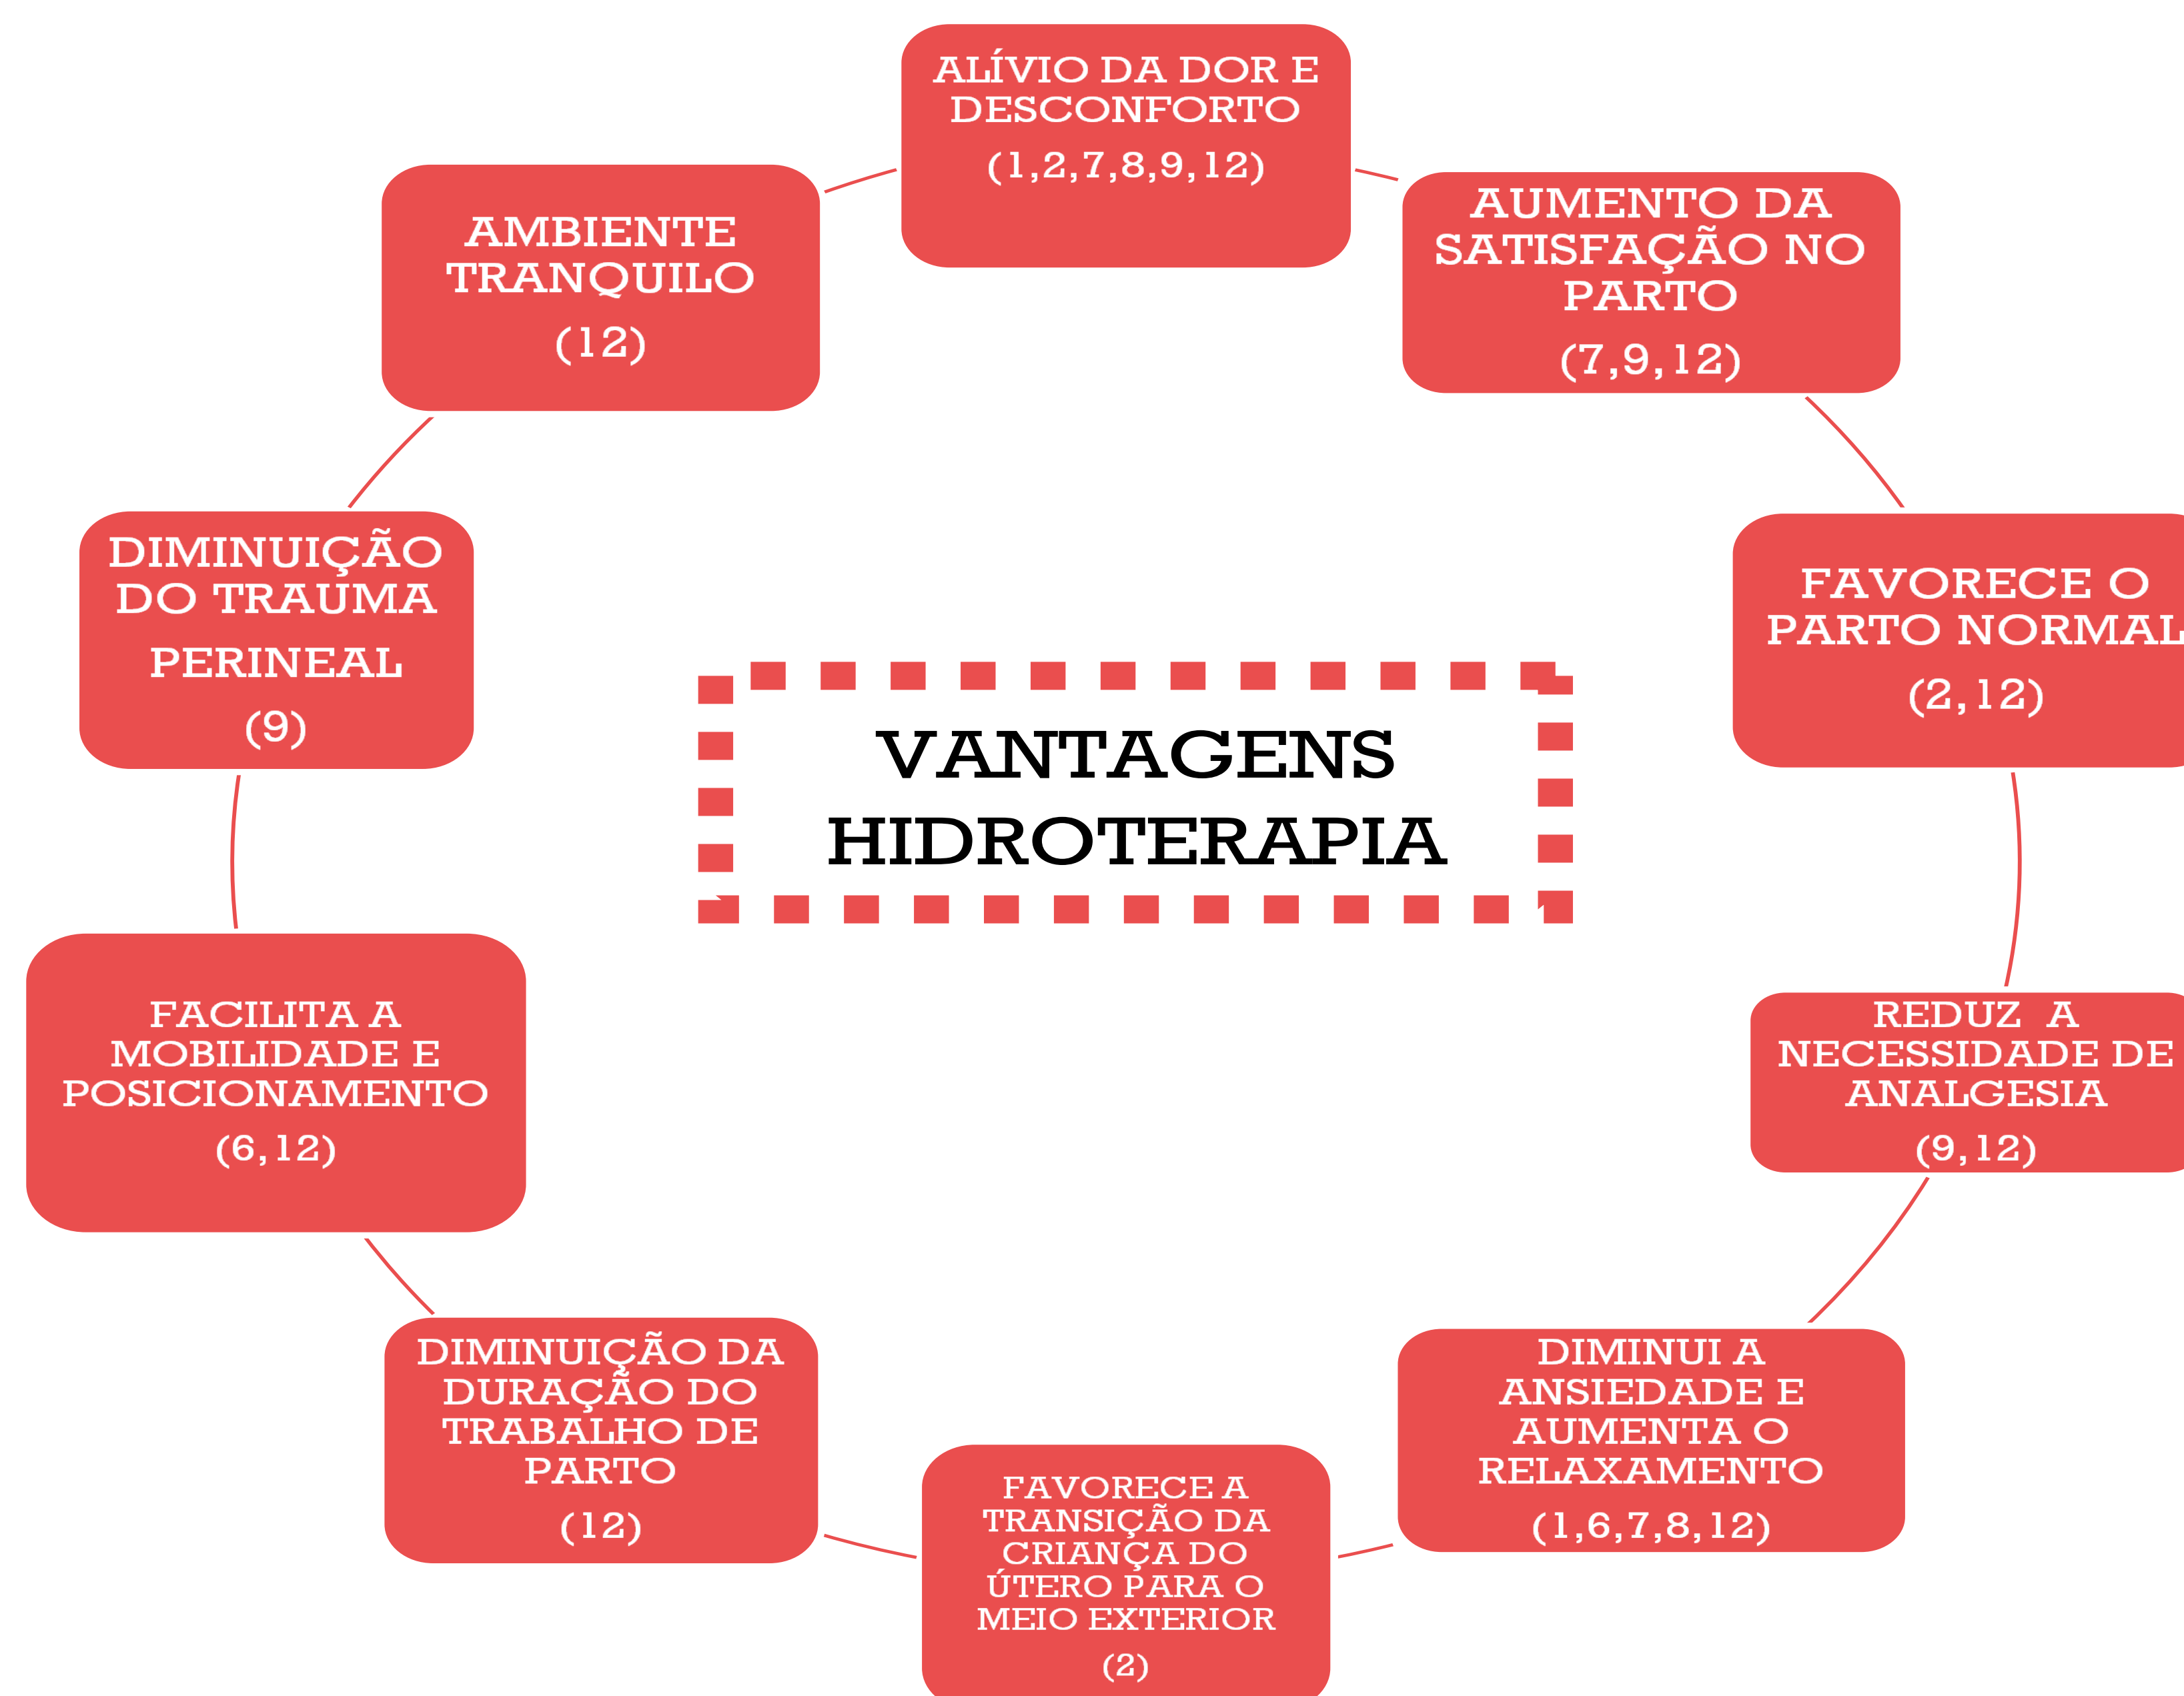 ALÍVIO DA DOR E
DESCONFORTO
(1,2,7,8,9,12)
AUMENTO DA
SATISFAÇÃO NO
PARTO
(7,9,12)
FAVORECE O
PARTO NORMAL
(2,12)
REDUZ  A
NECESSIDADE DE
ANALGESIA
(9,12)
DIMINUI A
ANSIEDADE E
AUMENTA O
RELAXAMENTO
(1,6,7,8,12)
FAVORECE A
TRANSIÇÃO DA
CRIANÇA DO
ÚTERO PARA O
MEIO EXTERIOR
(2)
DIMINUIÇÃO DA
DURAÇÃO DO
TRABALHO DE
PARTO
(12)
FACILITA A
MOBILIDADE E
POSICIONAMENTO
(6,12)
DIMINUIÇÃO
DO TRAUMA
PERINEAL
(9)
AMBIENTE
TRANQUILO
(12)
VANTAGENS
HIDROTERAPIA